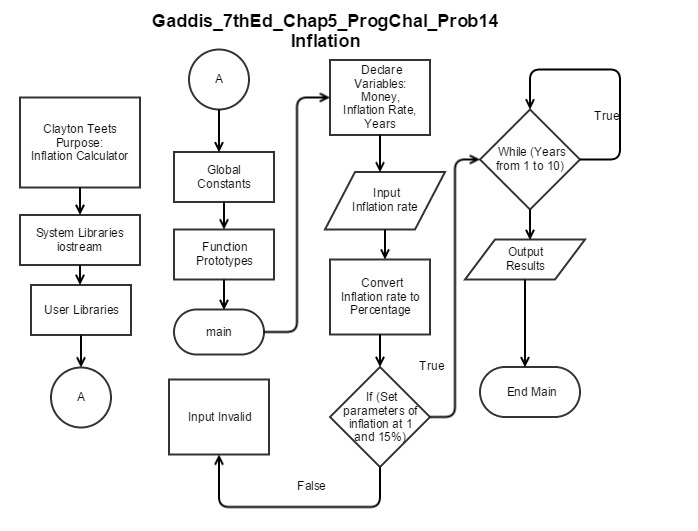 Gaddis_7thEd_Chap5_ProgChal_Prob14
Inflation
Clayton Teets
Purpose:
Inflation Calculator
System Libraries
iostream
User Libraries
A
A
Global
Constants
Function
Prototypes
main
Input Invalid
False
Declare
Variables:
Money,
Inflation Rate,
Years
Input
Inflation rate
Convert
Inflation rate to
Percentage
If (Set
parameters of
inflation at 1
and 15%)
True
While (Years
from 1 to 10)
True
Output
Results
End Main